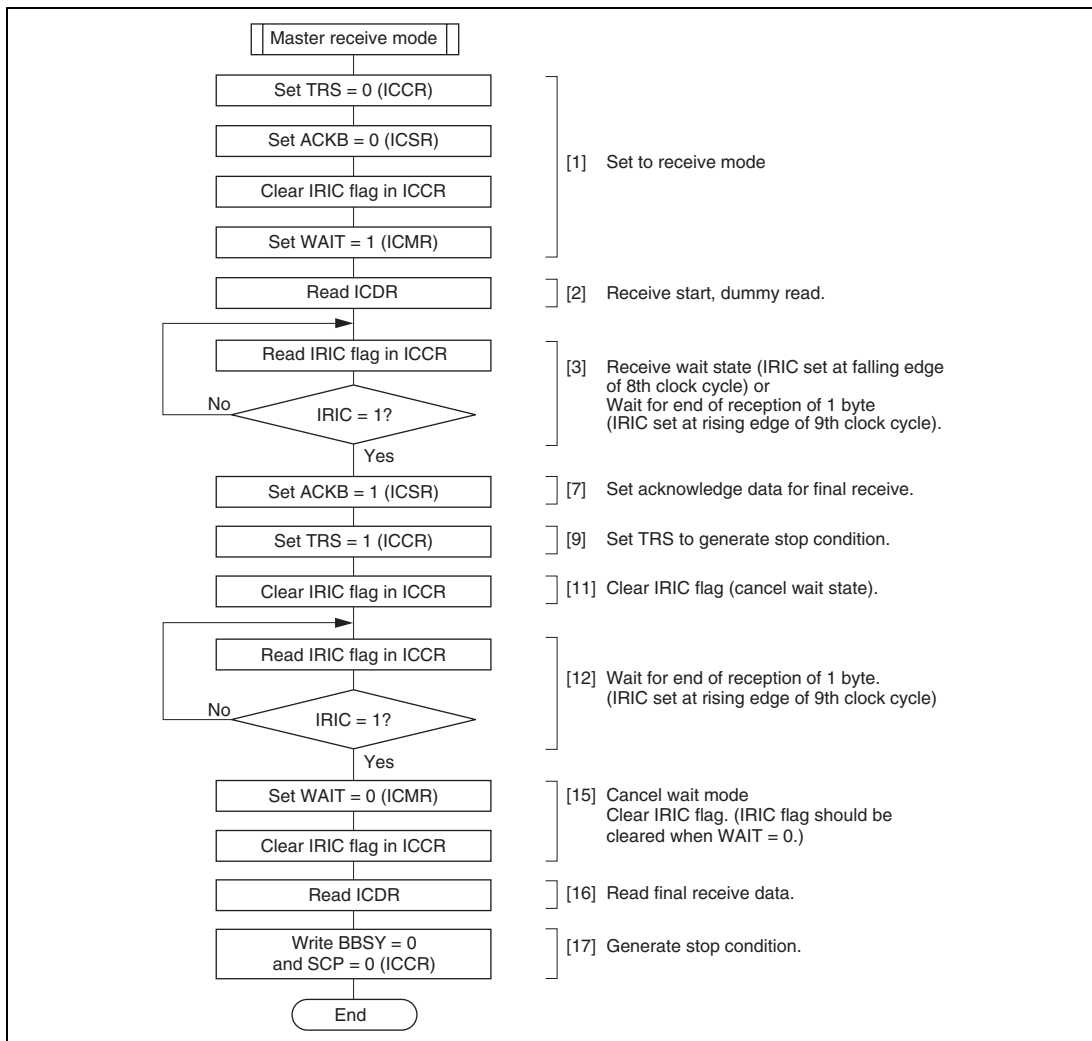 Master receive mode
Set TRS = 0 (ICCR)
Set ACKB = 0 (ICSR)
[1] Set to receive mode
Clear IRIC flag in ICCR
Set WAIT = 1 (ICMR)
Read ICDR
[2] Receive start, dummy read.
Read IRIC flag in ICCR
[3] Receive wait state (IRIC set at falling edge
of 8th clock cycle) or
Wait for end of reception of 1 byte
(IRIC set at rising edge of 9th clock cycle).
No
IRIC = 1?
Yes
Set ACKB = 1 (ICSR)
[7] Set acknowledge data for final receive.
Set TRS = 1 (ICCR)
[9] Set TRS to generate stop condition.
Clear IRIC flag in ICCR
[11] Clear IRIC flag (cancel wait state).
Read IRIC flag in ICCR
[12] Wait for end of reception of 1 byte.
(IRIC set at rising edge of 9th clock cycle)
No
IRIC = 1?
Yes
Set WAIT = 0 (ICMR)
[15] Cancel wait mode
Clear IRIC flag. (IRIC flag should be
cleared when WAIT = 0.)
Clear IRIC flag in ICCR
Read ICDR
[16] Read final receive data.
Write BBSY = 0
and SCP = 0 (ICCR)
[17] Generate stop condition.
End